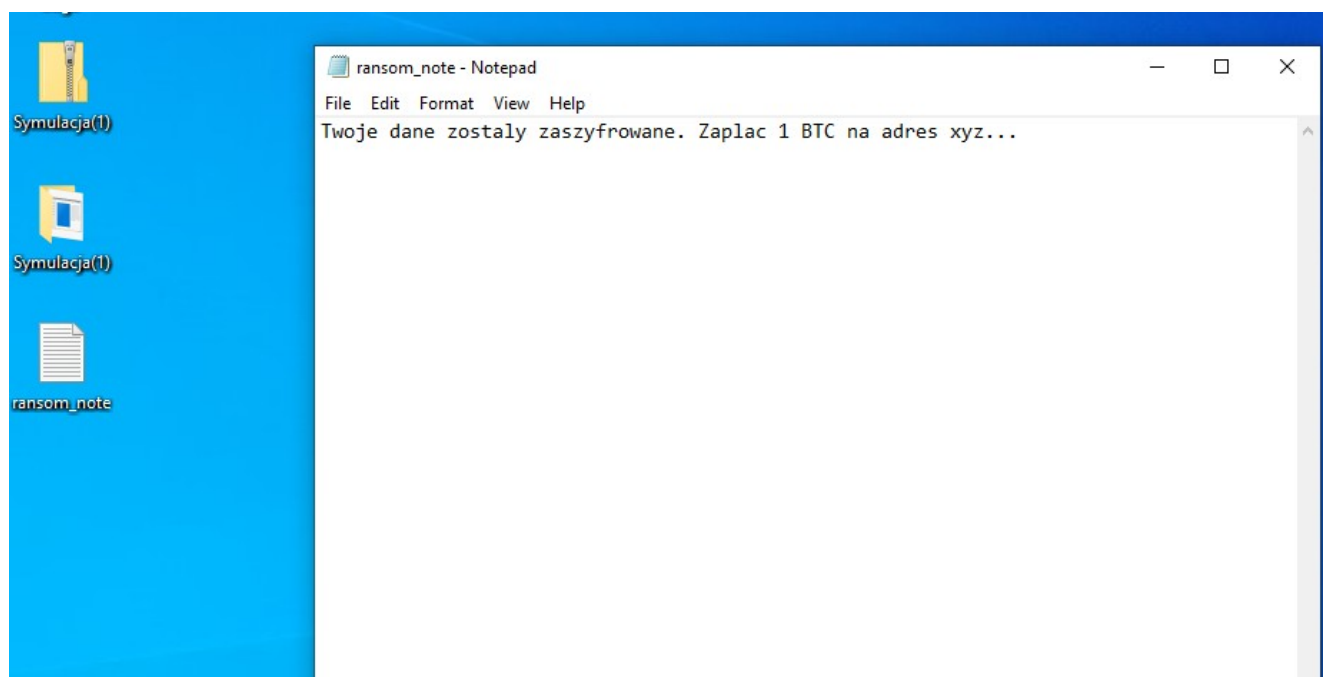 Symulacja(1)
Symulacja(1)
ransom_note
ransom_note - Notepad
File Edit Format View Help
Twoje dane zostaly zaszyfrowane. Zaplac 1 BTC na adres xyz...